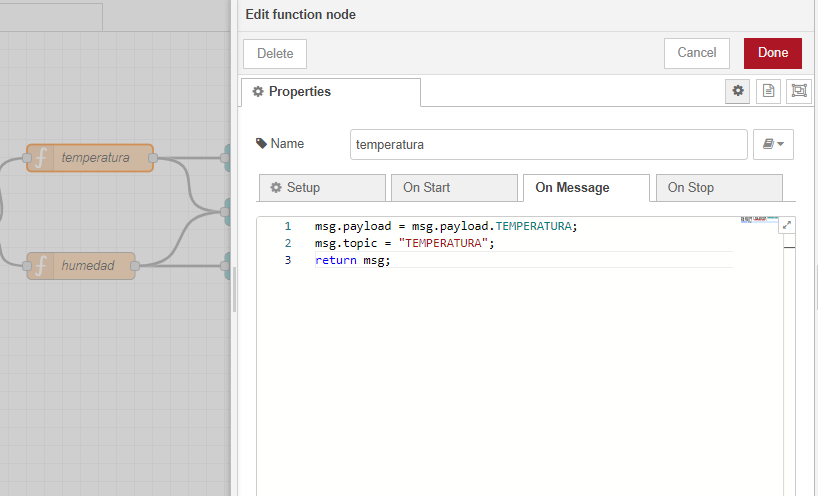 Edit function node
Delete
Cancel
Done
Properties
Name
temperatura
Setup
On Start
On Message
On Stop
1 msg.payload = msg.payload.TEMPERATURA;
2 msg.topic = "TEMPERATURA";
3 return msg;
temperatura
humedad